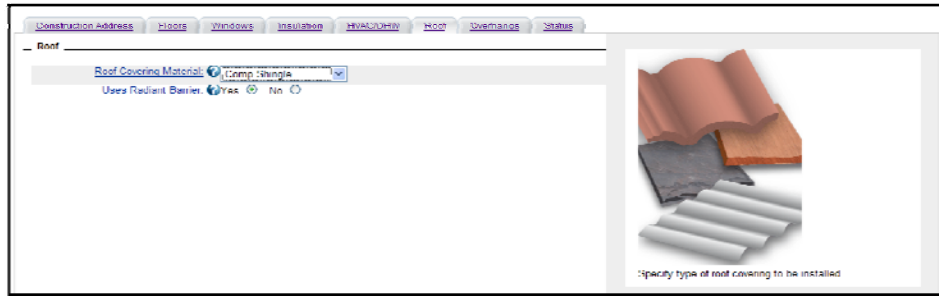 Construction Address Floors Windows Insulation HVAC/DHW Roof Overhangs Status
Roof
Roof Covering Material: Comp Shingle
Uses Radiant Barrier: Yes No
Specify type of roof covering to be installed